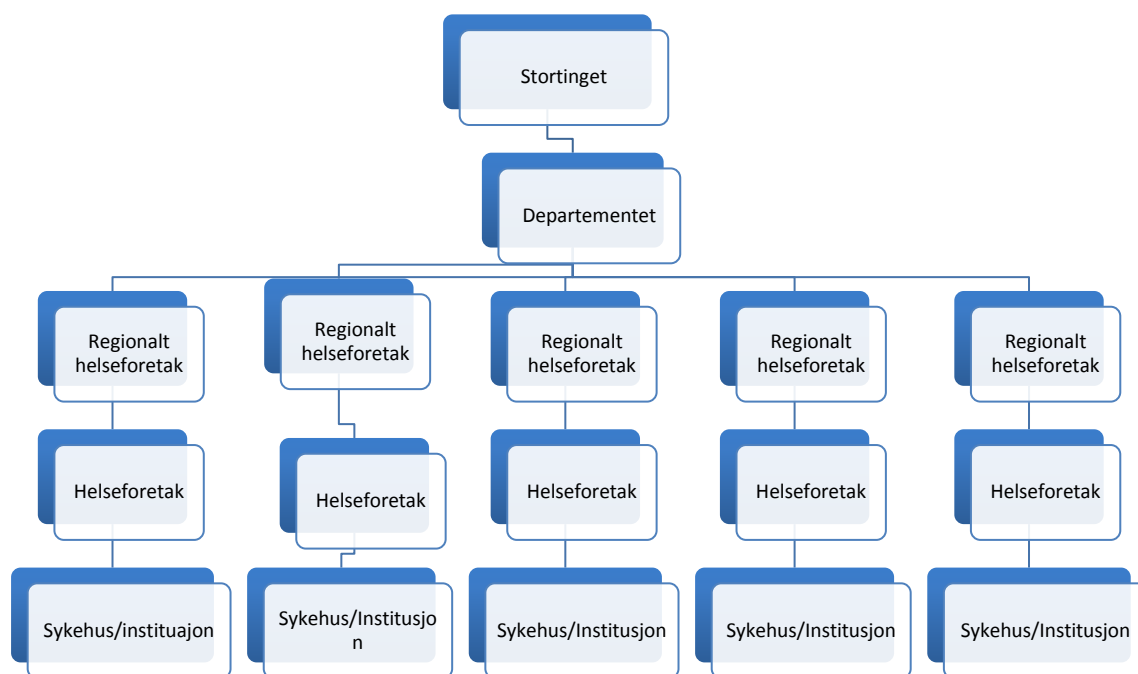 Stortinget
Departementet
Regionalt
helseforetak
Regionalt
helseforetak
Regionalt
helseforetak
Regionalt
helseforetak
Regionalt
helseforetak
Helseforetak
Helseforetak
Helseforetak
Helseforetak
Helseforetak
Sykehus/instituajon
Sykehus/Institusjo
n
Sykehus/Institusjon
Sykehus/Institusjon
Sykehus/Institusjon